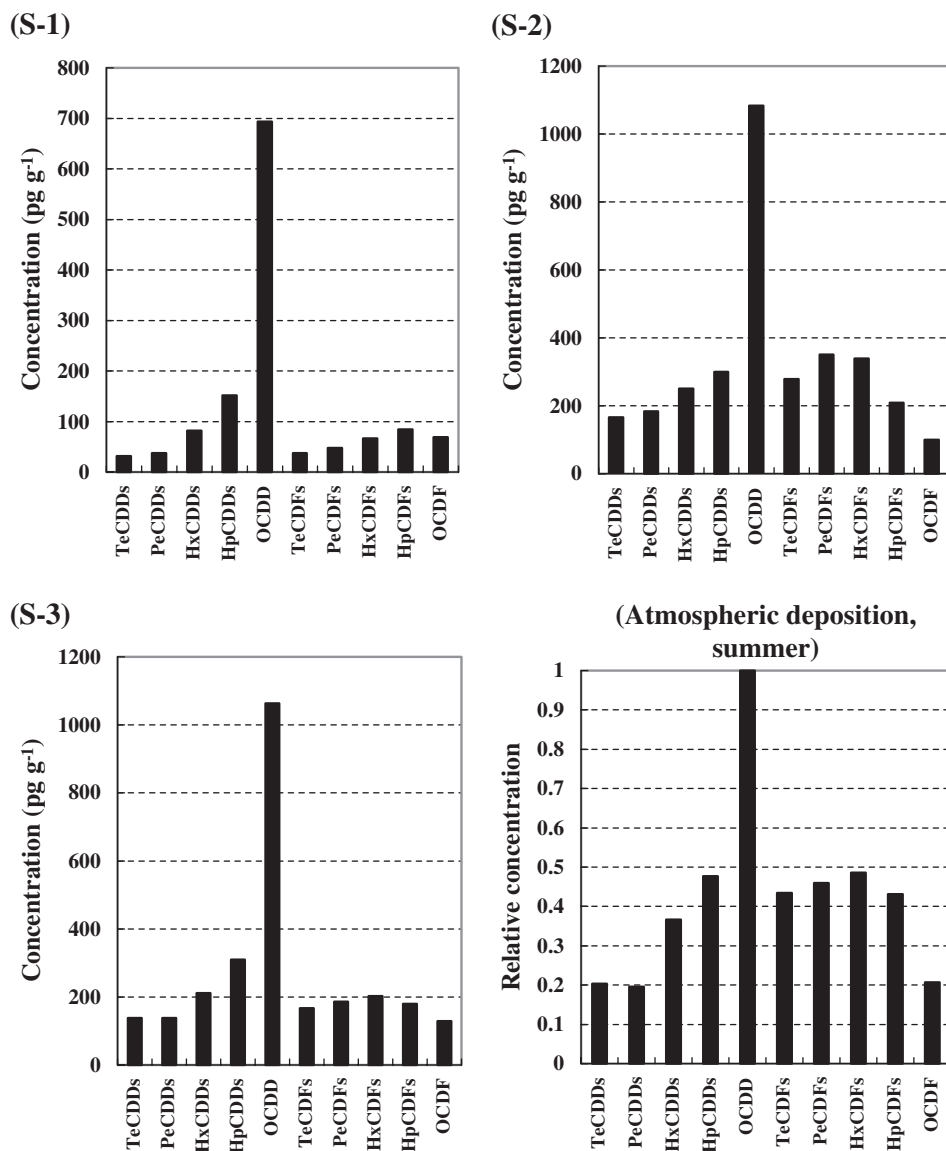 (S-1)
800
700
600
500
400
300
200
100
0
Concentration (pg g-1)
TeCDDs
PeCDDs
HxCDDs
HpCDDs
OCDD
TeCDFs
PeCDFs
HxCDFs
HpCDFs
OCDF
(S-2)
1200
1000
800
600
400
200
0
Concentration (pg g-1)
TeCDDs
PeCDDs
HxCDDs
HpCDDs
OCDD
TeCDFs
PeCDFs
HxCDFs
HpCDFs
OCDF
(S-3)
1200
1000
800
600
400
200
0
Concentration (pg g-1)
TeCDDs
PeCDDs
HxCDDs
HpCDDs
OCDD
TeCDFs
PeCDFs
HxCDFs
HpCDFs
OCDF
(Atmospheric deposition,
summer)
1
0.9
0.8
0.7
0.6
0.5
0.4
0.3
0.2
0.1
0
Relative concentration
TeCDDs
PeCDDs
HxCDDs
HpCDDs
OCDD
TeCDFs
PeCDFs
HxCDFs
HpCDFs
OCDF